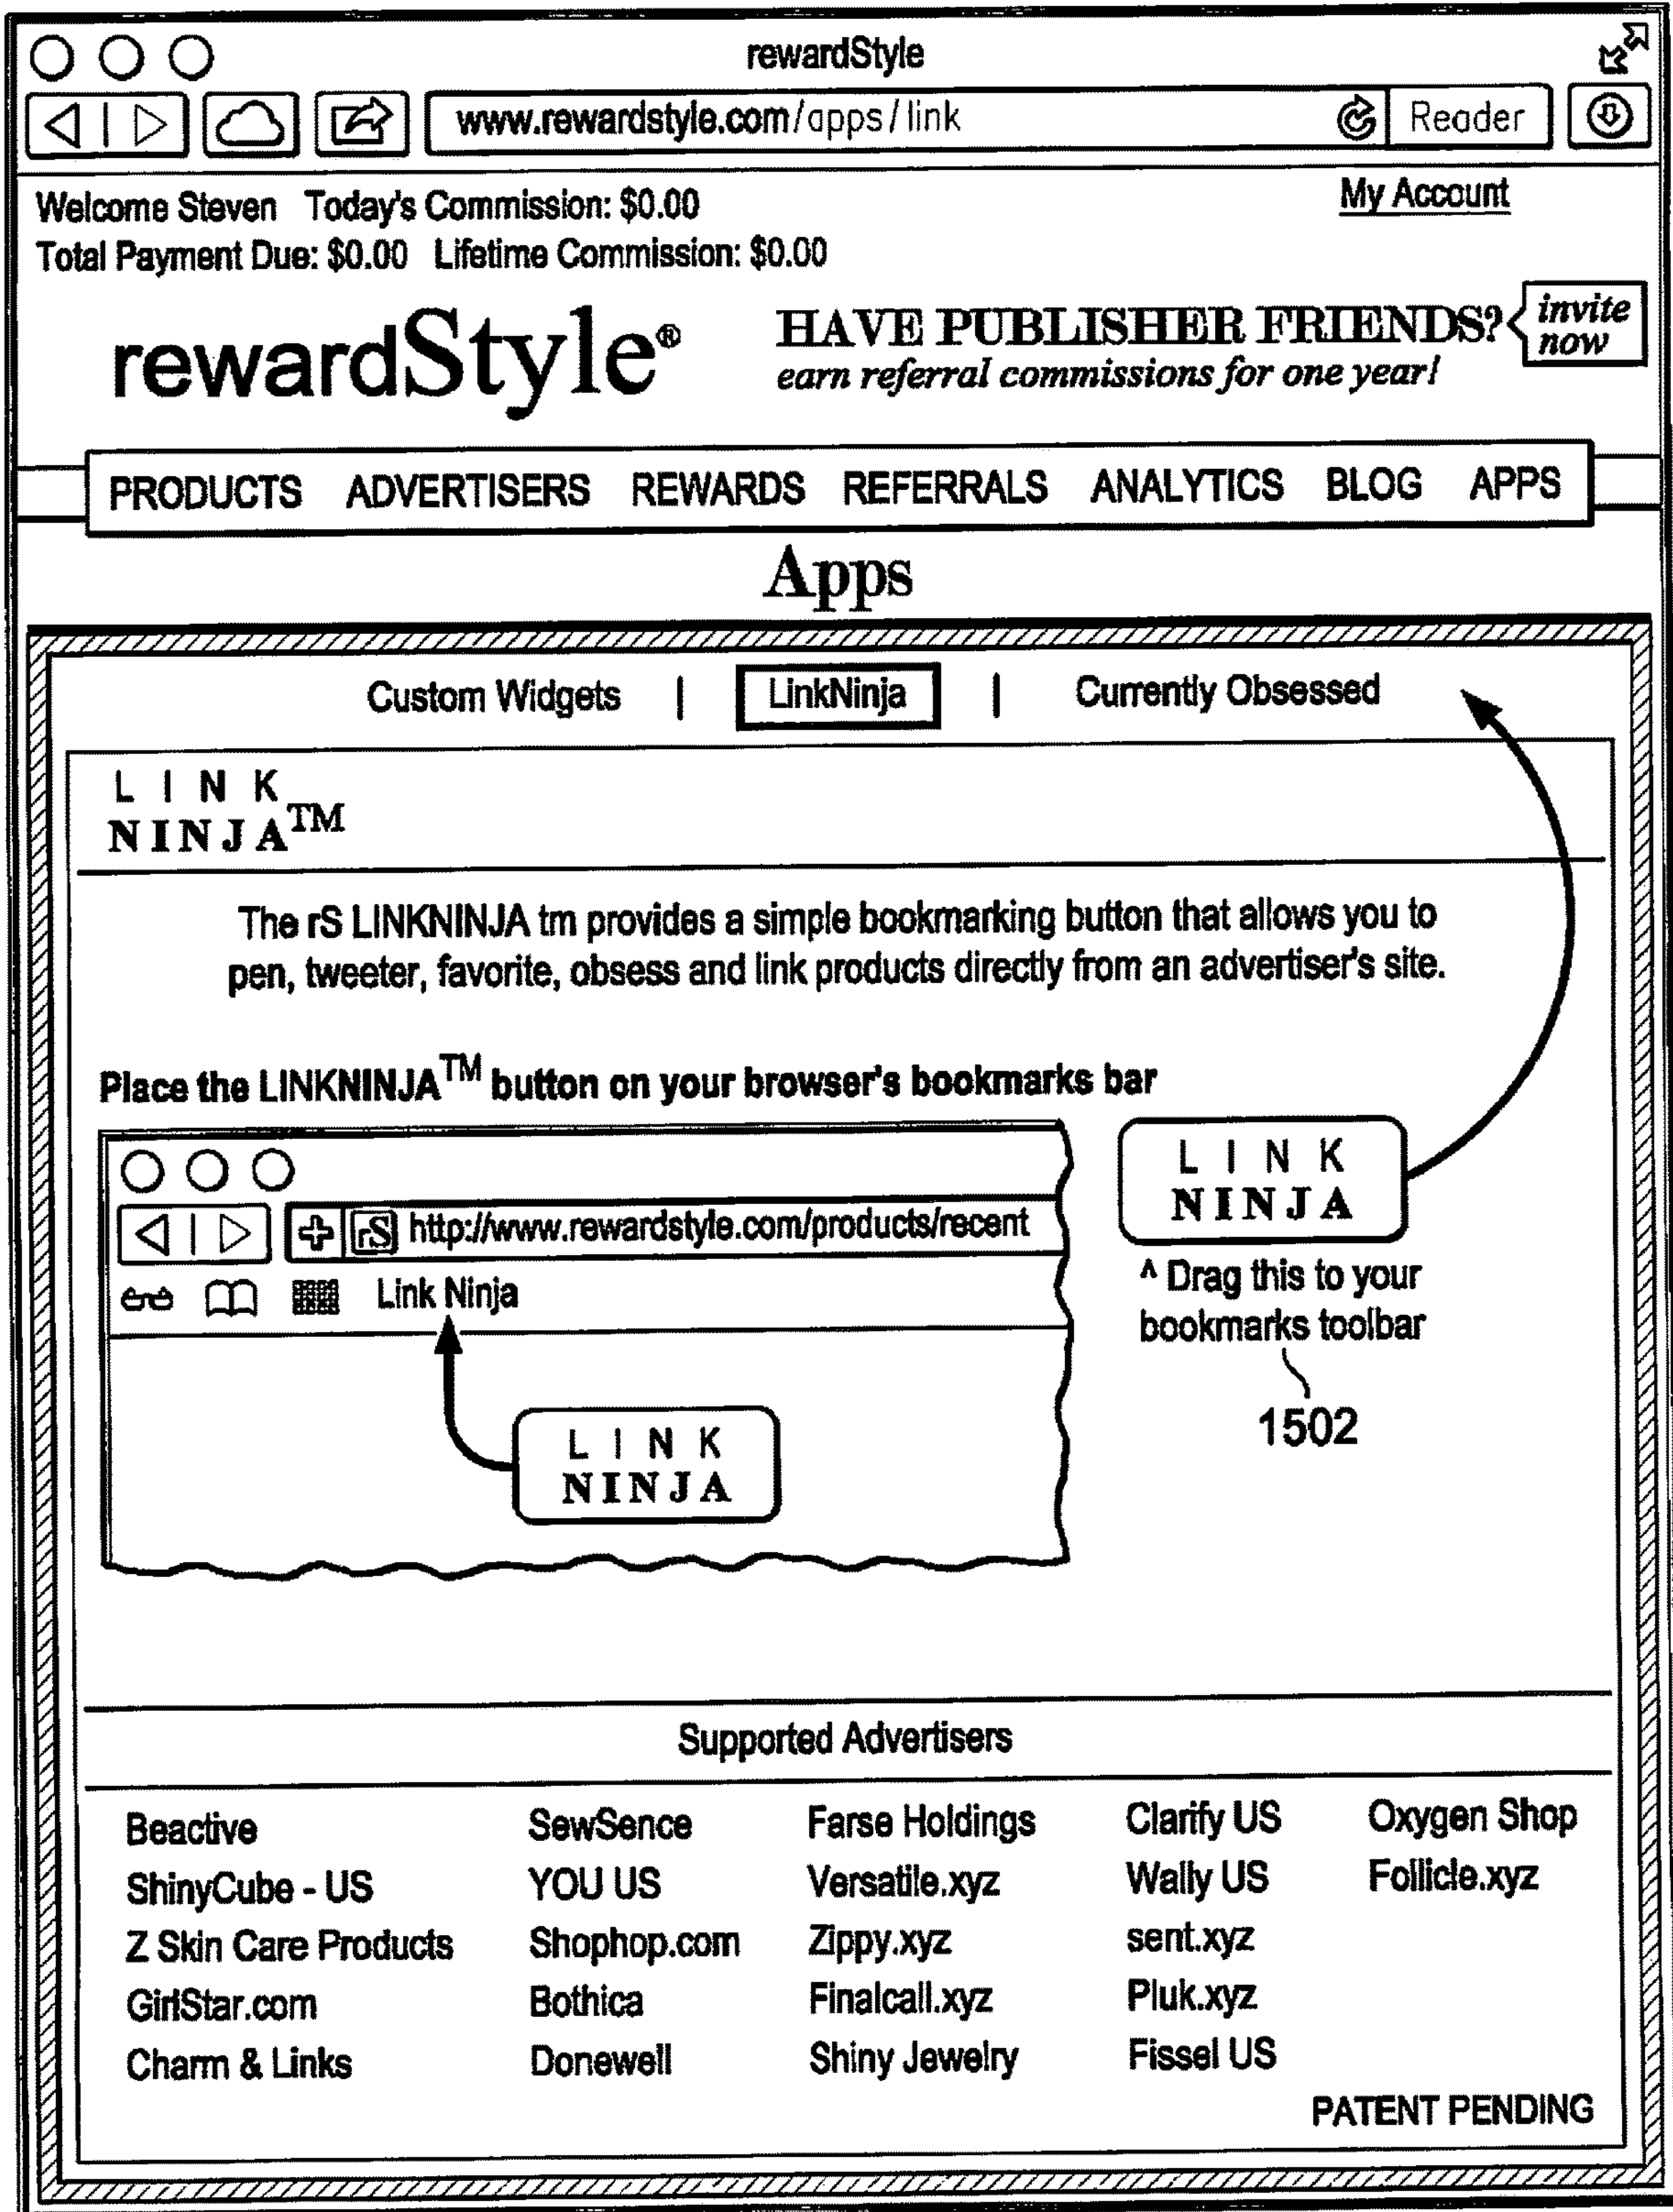 rewardStyle
www.rewardstyle.com/apps/link
Reader
Welcome Steven Today's Commission: $0.00
My Account
Total Payment Due: $0.00 Lifetime Commission: $0.00
rewardStyle®
HAVE PUBLISHER FRIENDS?
earn referral commissions for one year!
invite
now
PRODUCTS ADVERTISERS REWARDS REFERRALS ANALYTICS BLOG APPS
Apps
Custom Widgets | LinkNinja | Currently Obsessed
LINK
NINJA™
The rS LINKNINJA tm provides a simple bookmarking button that allows you to
pen, tweeter, favorite, obsess and link products directly from an advertiser's site.
Place the LINKNINJA™ button on your browser's bookmarks bar
rS http://www.rewardstyle.com/products/recent
Link Ninja
LINK
NINJA
LINK
NINJA
^ Drag this to your
bookmarks toolbar
1502
Supported Advertisers
Beactive SewSence Farse Holdings Clarify US Oxygen Shop
ShinyCube - US YOU US Versatile.xyz Wally US Follicle.xyz
Z Skin Care Products Shophop.com Zippy.xyz sent.xyz
GirlStar.com Bothica Finalcall.xyz Pluk.xyz
Charm & Links Donewell Shiny Jewelry Fissel US
PATENT PENDING